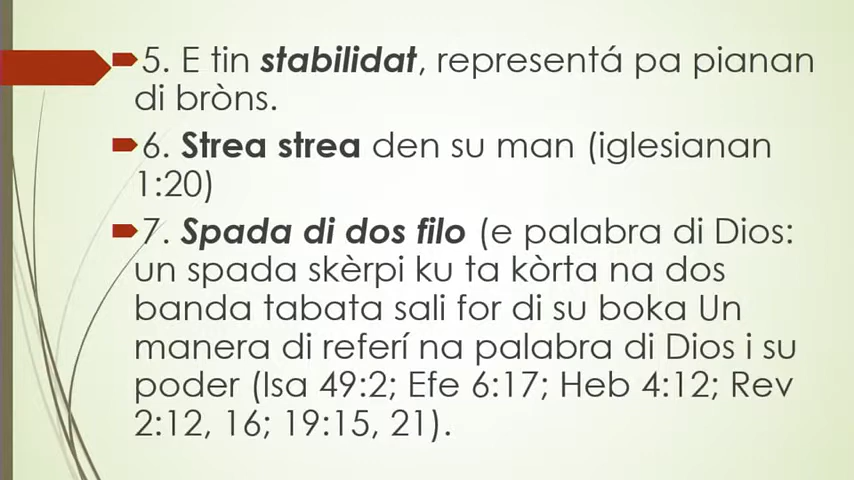 5. E tin stabilidat, representá pa pianan
di bròns.
6. Strea strea den su man (iglesianan
1:20)
7. Spada di dos filo (e palabra di Dios:
un spada skèrpi ku ta kòrta na dos
banda tabata sali for di su boka Un
manera di referí na palabra di Dios i su
poder (Isa 49:2; Efe 6:17; Heb 4:12; Rev
2:12, 16; 19:15, 21).